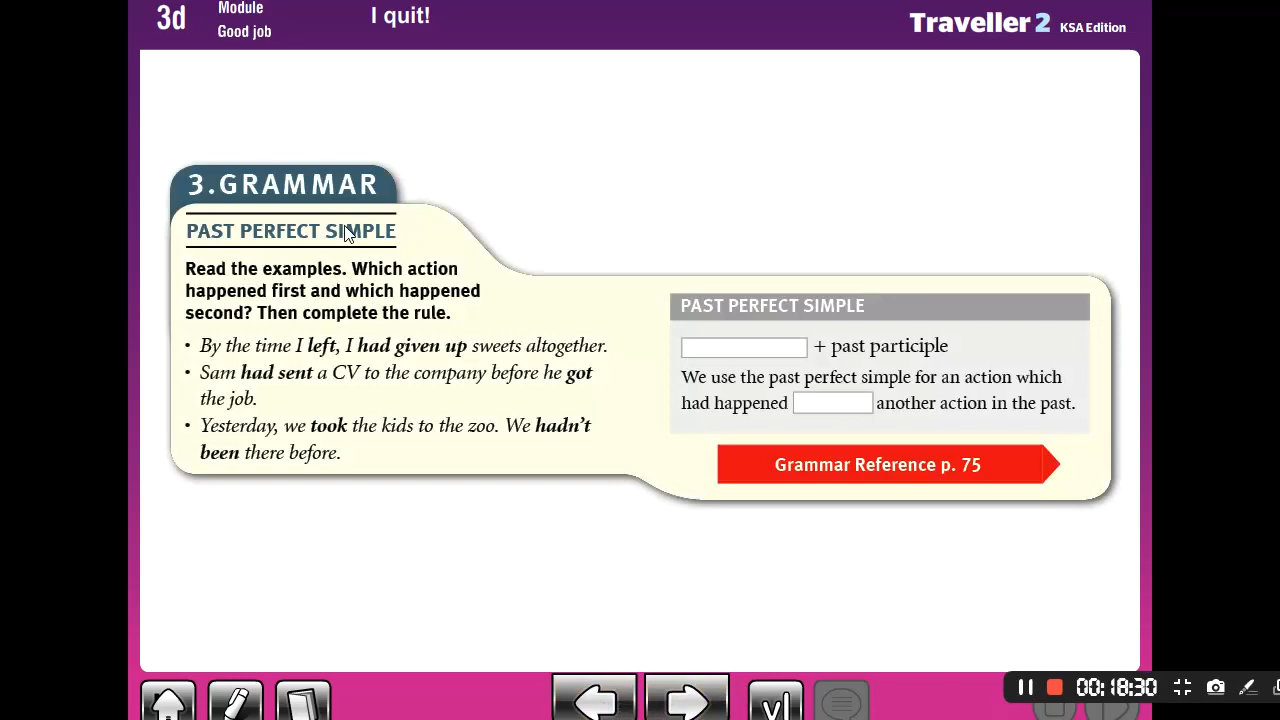 3d
Module
Good job
I quit!
Traveller 2 KSA Edition
3.GRAMMAR
PAST PERFECT SIMPLE
Read the examples. Which action
happened first and which happened
second? Then complete the rule.
• By the time I left, I had given up sweets altogether.
• Sam had sent a CV to the company before he got
the job.
• Yesterday, we took the kids to the zoo. We hadn't
been there before.
PAST PERFECT SIMPLE
+ past participle
We use the past perfect simple for an action which
had happened another action in the past.
Grammar Reference p. 75
vl
00:18:30